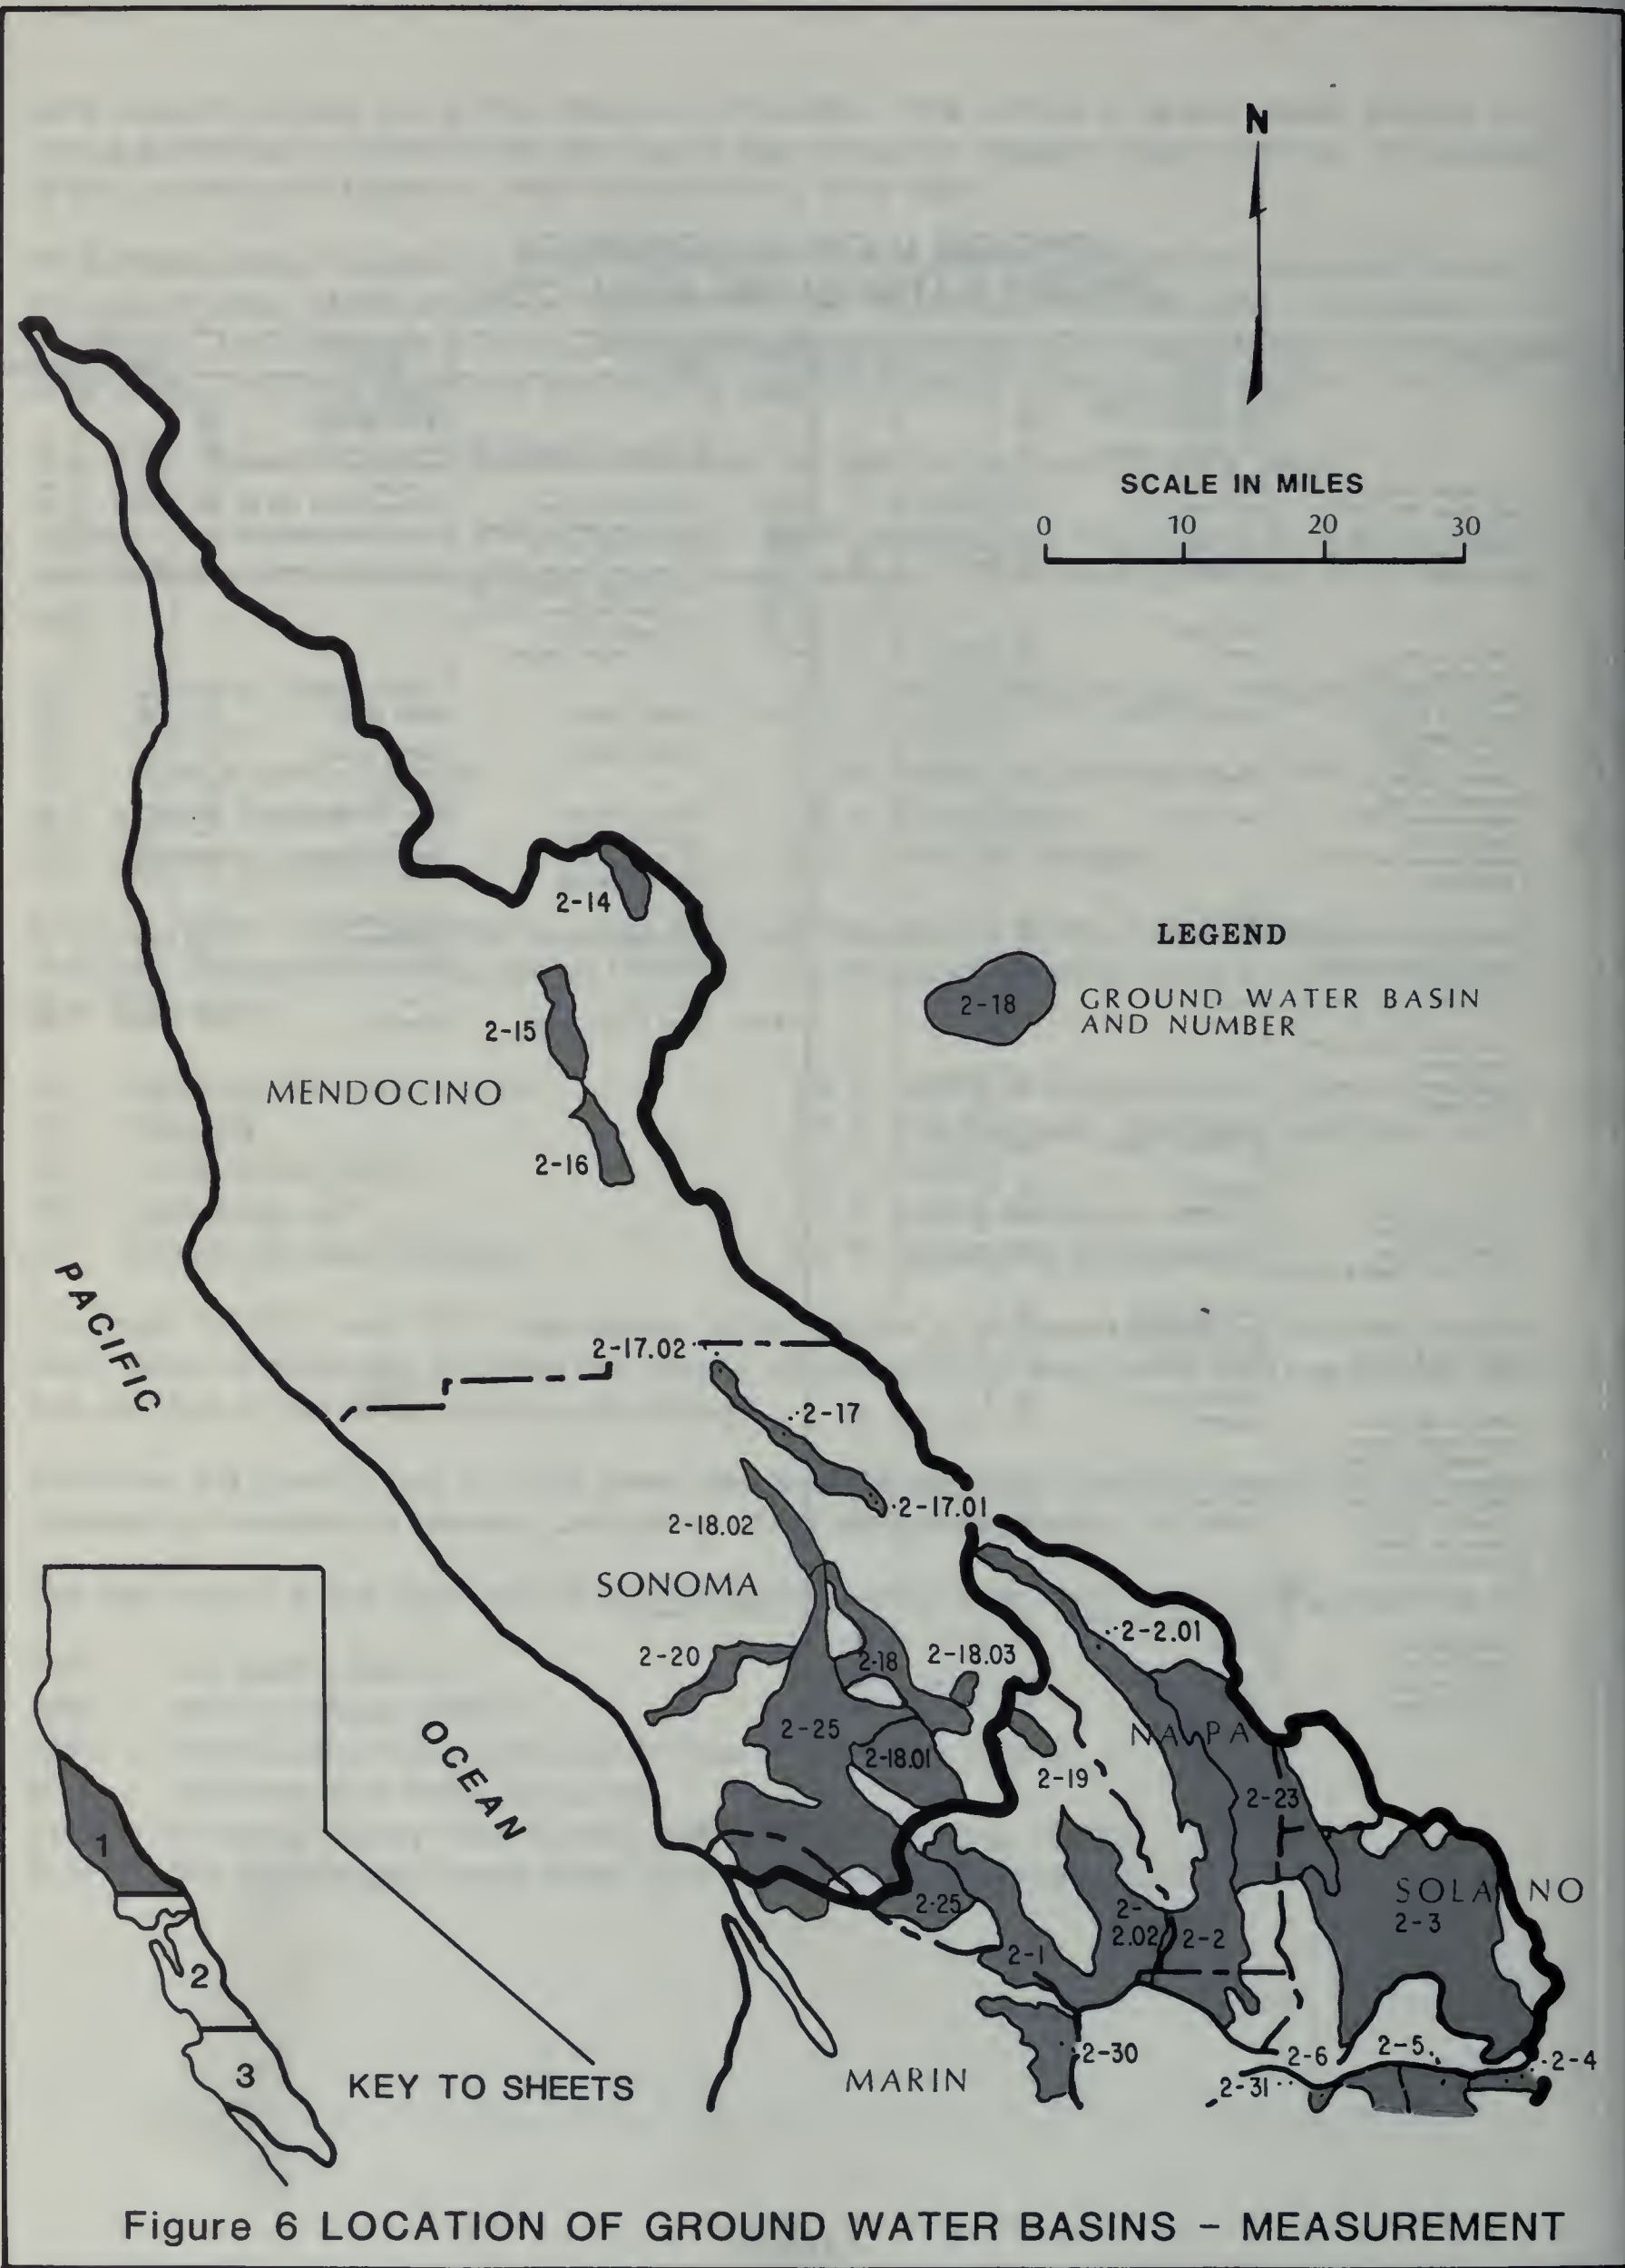 N
SCALE IN MILES
0 10 20 30
2-14
LEGEND
2-18
GROUND WATER BASIN
AND NUMBER
2-15
MENDOCINO
2-16
PACIFIC
2-17.02
2-17
2-17.01
2-18.02
SONOMA
2-2.01
2-20
2-18
2-18.03
2-25
NAPA
2-18.01
2-19
2-23
OCEAN
1
SOLANO
2-3
2-25
2-
2.02
2-2
2-1
2
2-30
2-6
2-5
2-4
2-31
3
KEY TO SHEETS
MARIN
Figure 6 LOCATION OF GROUND WATER BASINS – MEASUREMENT